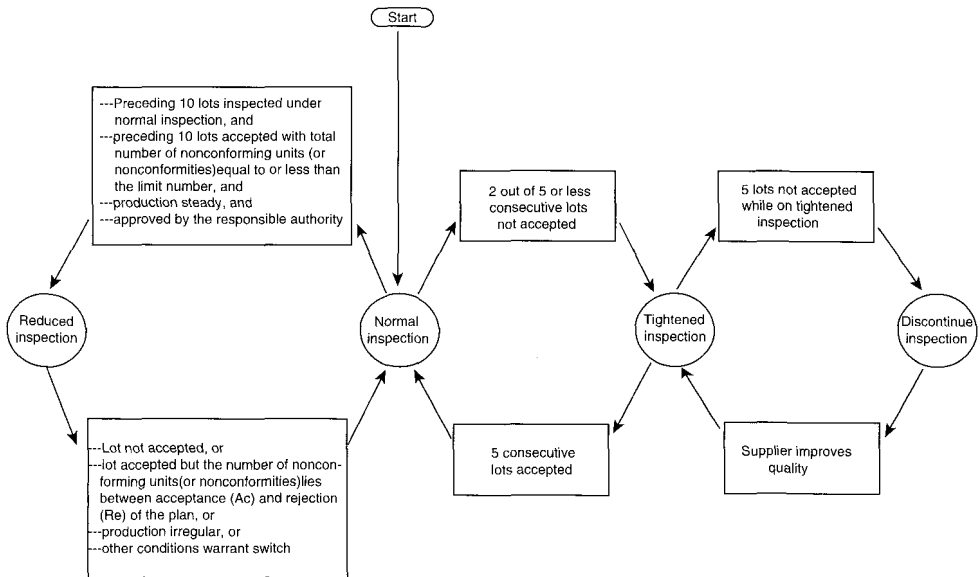 Start
---Preceding 10 lots inspected under
normal inspection, and
---preceding 10 lots accepted with total
number of nonconforming units (or
nonconformities)equal to or less than
the limit number, and
---production steady, and
---approved by the responsible authority
2 out of 5 or less
consecutive lots
not accepted
5 lots not accepted
while on tightened
inspection
Reduced
inspection
Normal
inspection
Tightened
inspection
Discontinue
inspection
---Lot not accepted, or
---lot accepted but the number of noncon-
forming units(or nonconformities)lies
between acceptance (Ac) and rejection
(Re) of the plan, or
---production irregular, or
---other conditions warrant switch
5 consecutive
lots accepted
Supplier improves
quality